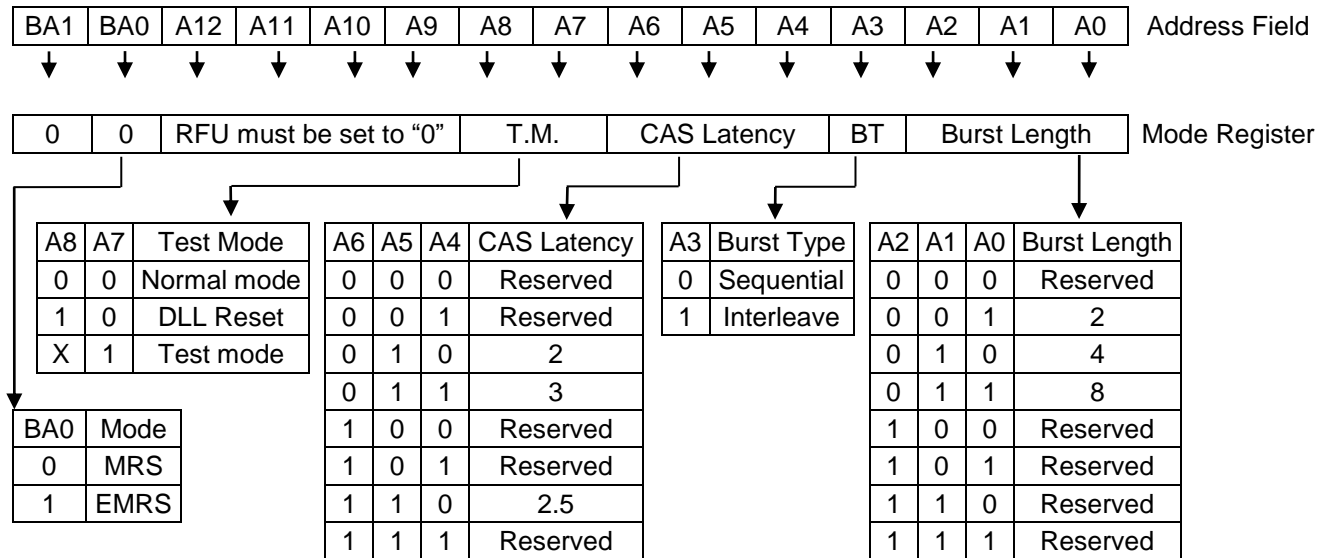 BA1 BA0 A12 A11 A10 A9 A8 A7 A6 A5 A4 A3 A2 A1 A0 Address Field
0 0 RFU must be set to “0” T.M. CAS Latency BT Burst Length Mode Register
A8 A7 Test Mode
0 0 Normal mode
1 0 DLL Reset
X 1 Test mode
BA0 Mode
0 MRS
1 EMRS
A6 A5 A4 CAS Latency
0 0 0 Reserved
0 0 1 Reserved
0 1 0 2
0 1 1 3
1 0 0 Reserved
1 0 1 Reserved
1 1 0 2.5
1 1 1 Reserved
A3 Burst Type
0 Sequential
1 Interleave
A2 A1 A0 Burst Length
0 0 0 Reserved
0 0 1 2
0 1 0 4
0 1 1 8
1 0 0 Reserved
1 0 1 Reserved
1 1 0 Reserved
1 1 1 Reserved